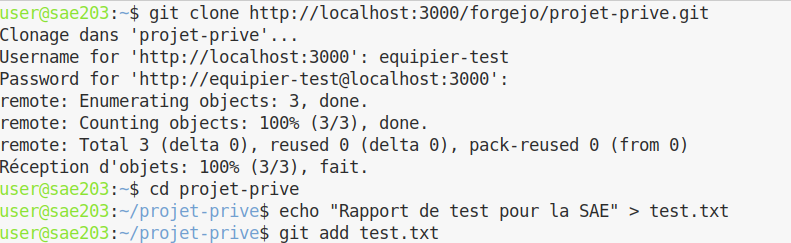 user@sae203:~$ git clone http://localhost:3000/forgejo/projet-prive.git
Clonage dans 'projet-prive'...
Username for 'http://localhost:3000': equipier-test
Password for 'http://equipier-test@localhost:3000':
remote: Enumerating objects: 3, done.
remote: Counting objects: 100% (3/3), done.
remote: Total 3 (delta 0), reused 0 (delta 0), pack-reused 0 (from 0)
Réception d'objets: 100% (3/3), fait.
user@sae203:~$ cd projet-prive
user@sae203:~/projet-prive$ echo "Rapport de test pour la SAE" > test.txt
user@sae203:~/projet-prive$ git add test.txt